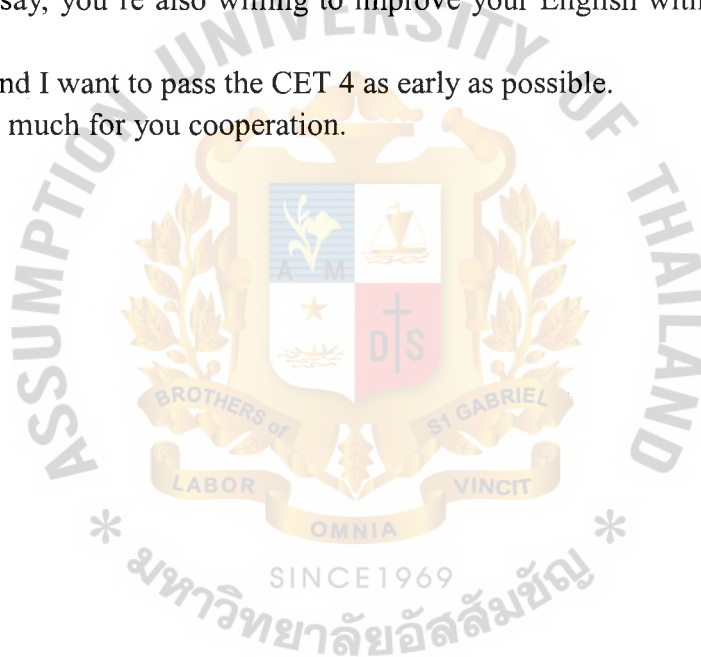 say, you're also willing to improve your English with
nd I want to pass the CET 4 as early as possible.
much for you cooperation.
ASSUMPTION UNIVERSITY OF THAILAND
A M
D S
BROTHERS of
S1 GABRIEL
LABOR
VINCIT
OMNIA
* SINCE1969 *
มหาวิทยาลัยอัสสัมชัญ